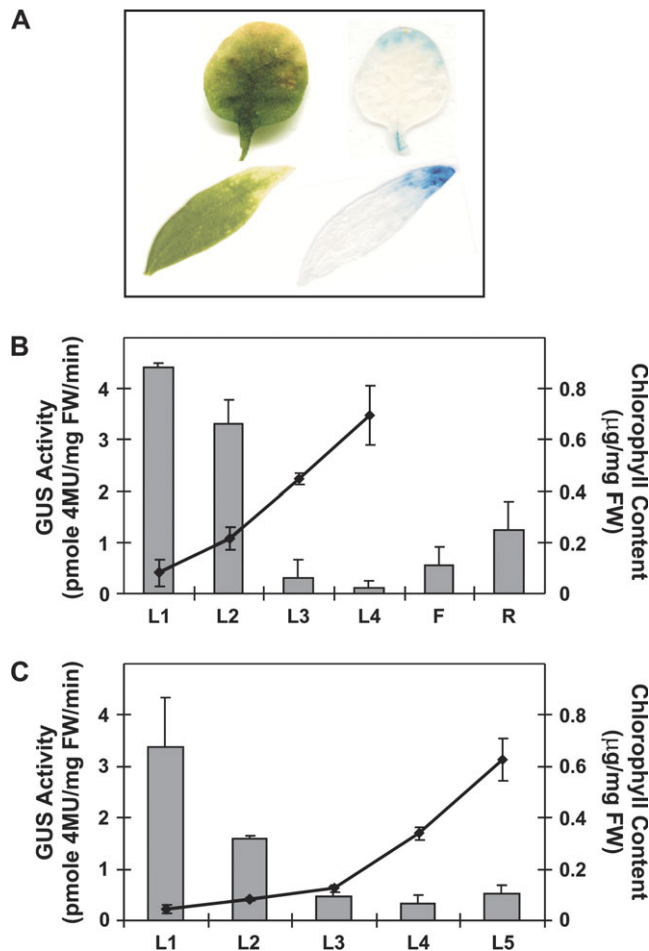 A
B
GUS Activity
(pmole 4MU/mg FW/min)
4
3
2
1
0
0.8
0.6
0.4
0.2
0
Chlorophyll Content
(µg/mg FW)
L1 L2 L3 L4 F R
C
GUS Activity
(pmole 4MU/mg FW/min)
4
3
2
1
0
0.8
0.6
0.4
0.2
0
Chlorophyll Content
(µg/mg FW)
L1 L2 L3 L4 L5